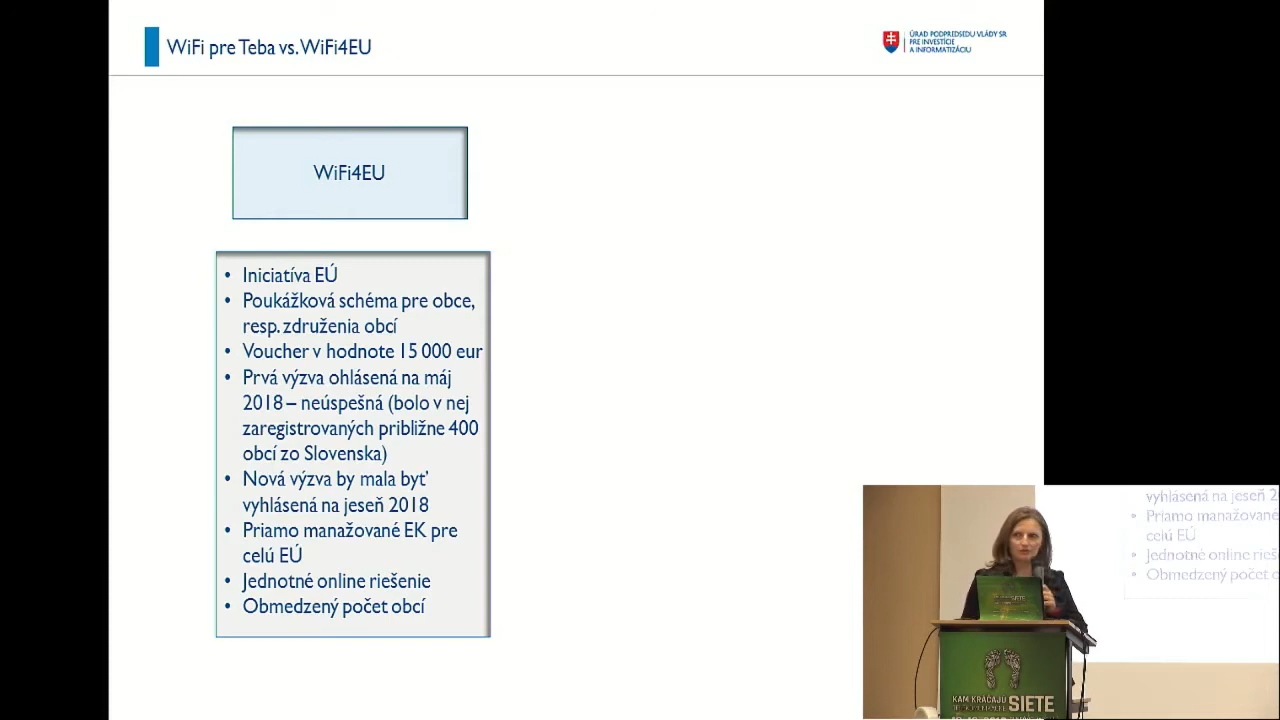 WiFi pre Teba vs. WiFi4EU
ÚRAD PODPREDSEDU VLÁDY SR
PRE INVESTÍCIE
A INFORMATIZÁCIU
WiFi4EU
• Iniciatíva EÚ
• Poukážková schéma pre obce,
resp. združenia obcí
• Voucher v hodnote 15 000 eur
• Prvá výzva ohlásená na máj
2018 – neúspešná (bolo v nej
zaregistrovaných približne 400
obcí zo Slovenska)
• Nová výzva by mala byť
vyhlásená na jeseň 2018
• Priamo manažované EK pre
celú EÚ
• Jednotné online riešenie
• Obmedzený počet obcí
vyhlásená na jeseň 2
• Priamo manažované
celú EÚ
• Jednotné online rieš
• Obmedzený počet o
SIETE
KAM KRÁČAJÚ
SIETE